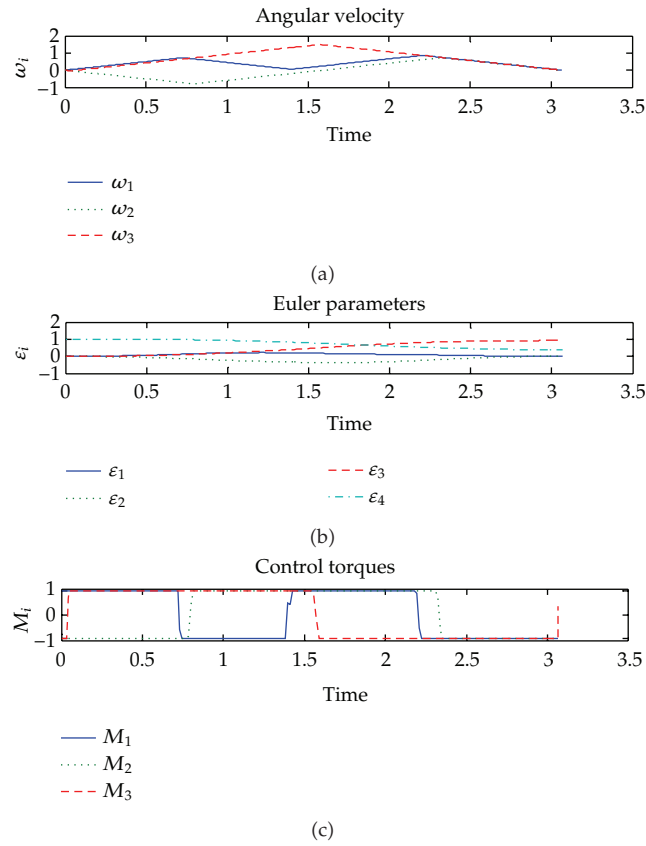 Angular velocity
ω_i
2
1
0
−1
0 0.5 1 1.5 2 2.5 3 3.5
Time
ω_1
ω_2
ω_3
(a)
Euler parameters
ε_i
2
1
0
−1
0 0.5 1 1.5 2 2.5 3 3.5
Time
ε_1 ε_3
ε_2 ε_4
(b)
Control torques
M_i
1
0
−1
0 0.5 1 1.5 2 2.5 3 3.5
Time
M_1
M_2
M_3
(c)